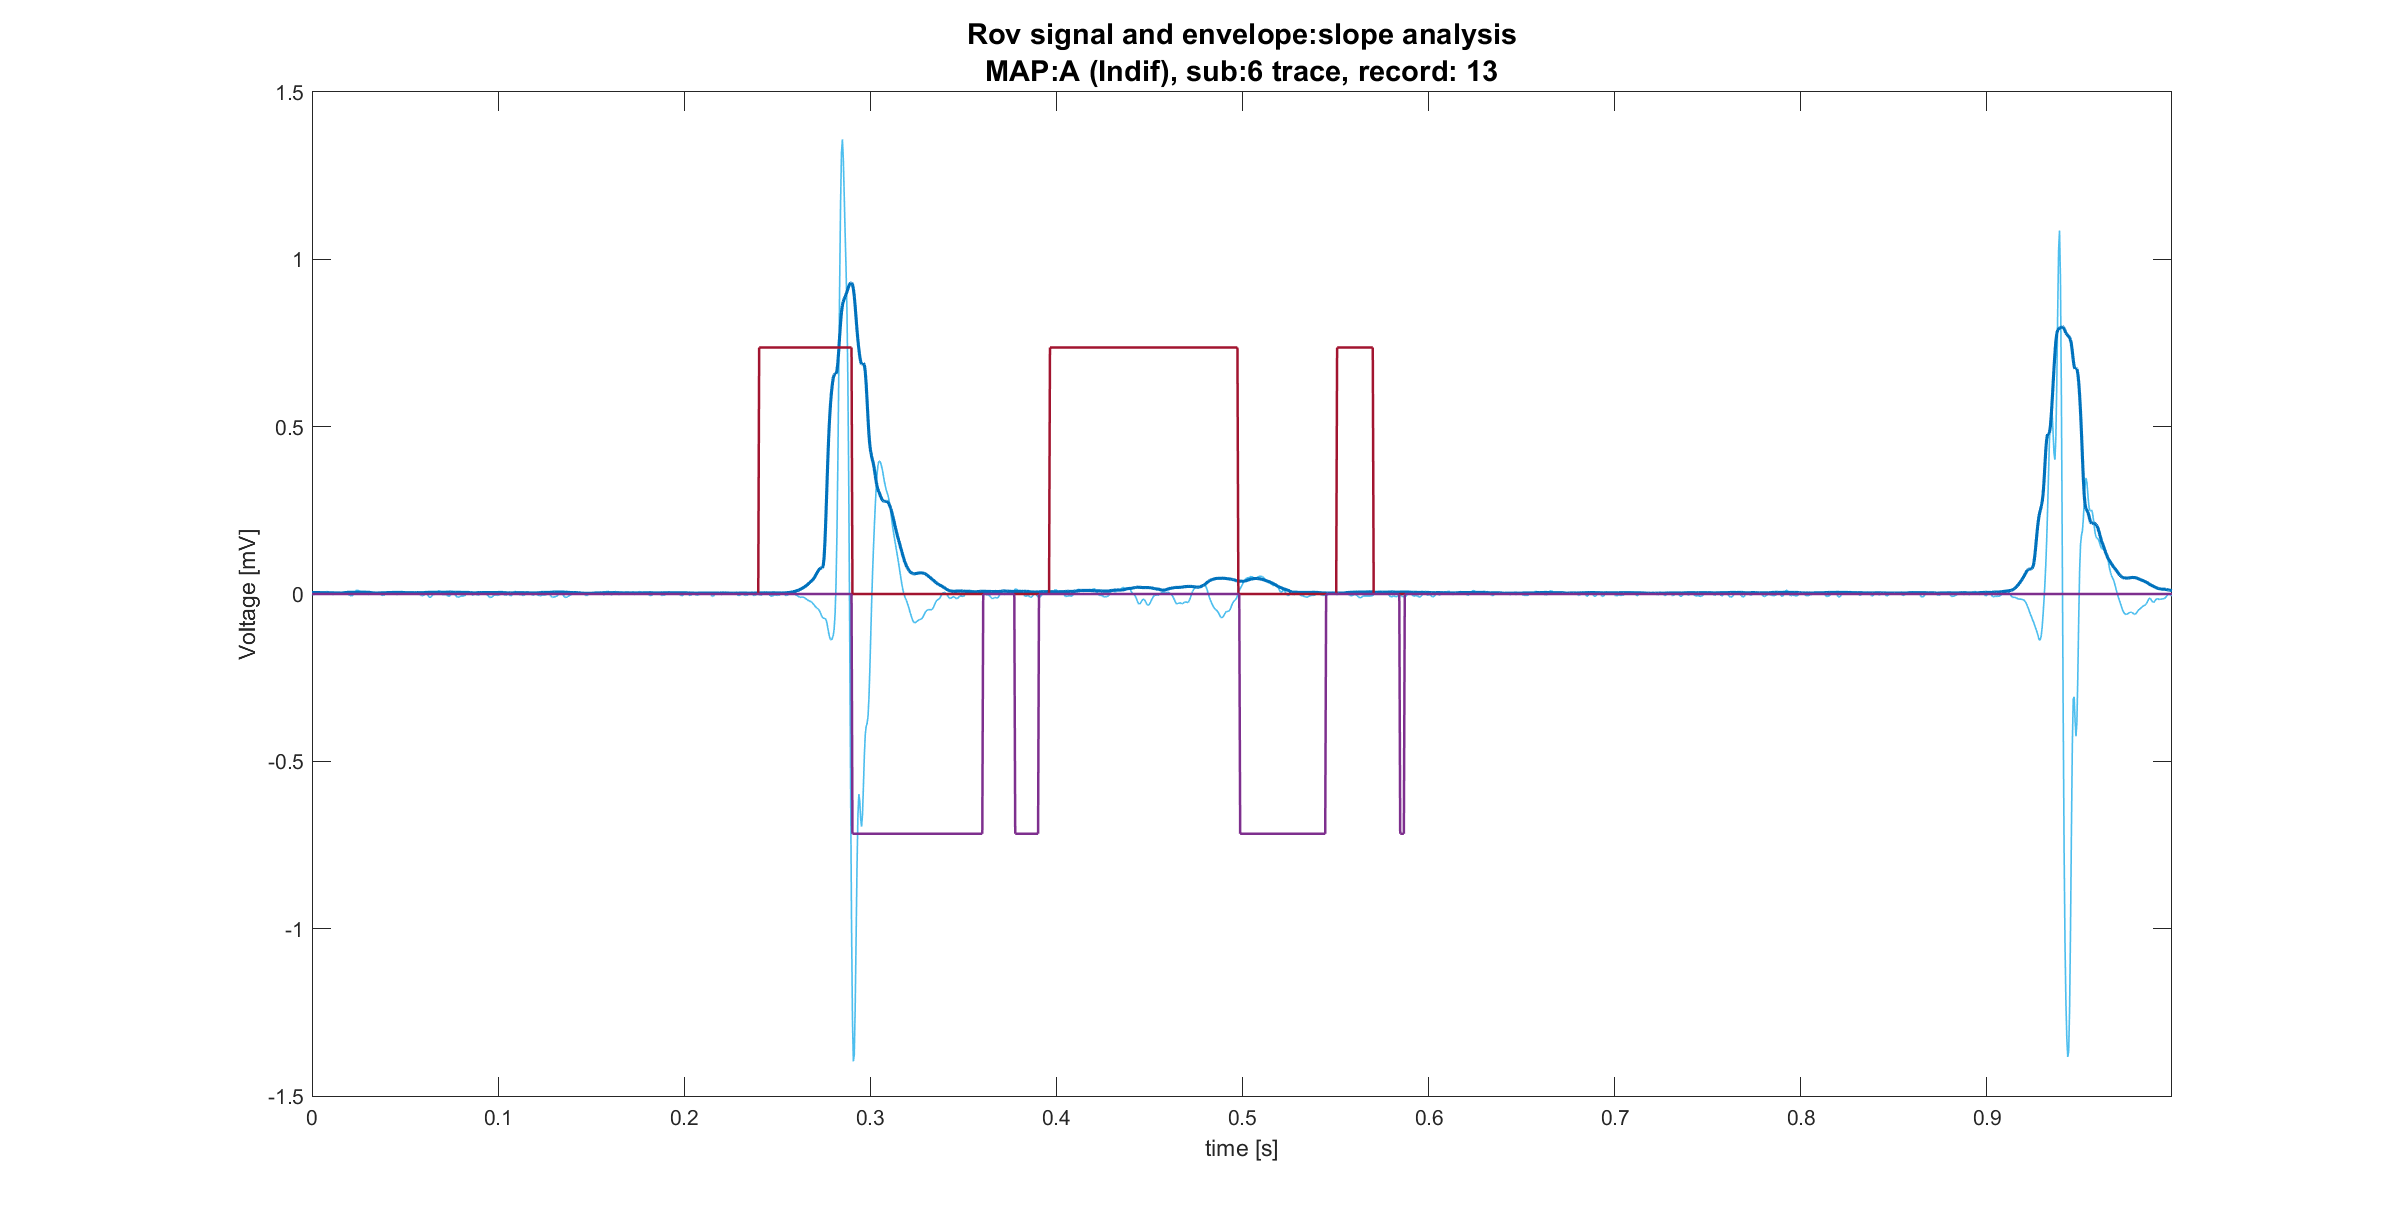 Rov signal and envelope:slope analysis
MAP:A (Indif), sub:6 trace, record: 13
1.5
1
0.5
0
-0.5
-1
-1.5
Voltage [mV]
0 0.1 0.2 0.3 0.4 0.5 0.6 0.7 0.8 0.9
time [s]